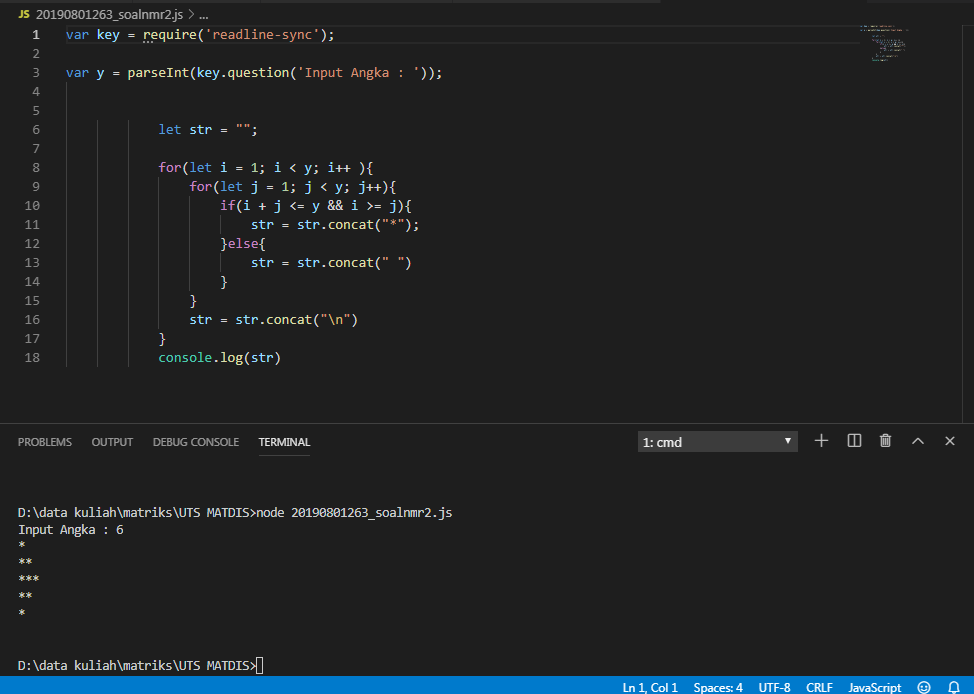 JS 20190801263_soalnmr2.js > ...
1 var key = require('readline-sync');
2
3 var y = parseInt(key.question('Input Angka : '));
4
5
6 let str = "";
7
8 for(let i = 1; i < y; i++ ){
9 for(let j = 1; j < y; j++){
10 if(i + j <= y && i >= j){
11 str = str.concat("*");
12 }else{
13 str = str.concat(" ")
14 }
15 }
16 str = str.concat("\n")
17 }
18 console.log(str)
PROBLEMS OUTPUT DEBUG CONSOLE TERMINAL 1: cmd
D:\data kuliah\matriks\UTS MATDIS>node 20190801263_soalnmr2.js
Input Angka : 6
*
**
***
**
*
D:\data kuliah\matriks\UTS MATDIS>
Ln 1, Col 1 Spaces: 4 UTF-8 CRLF JavaScript